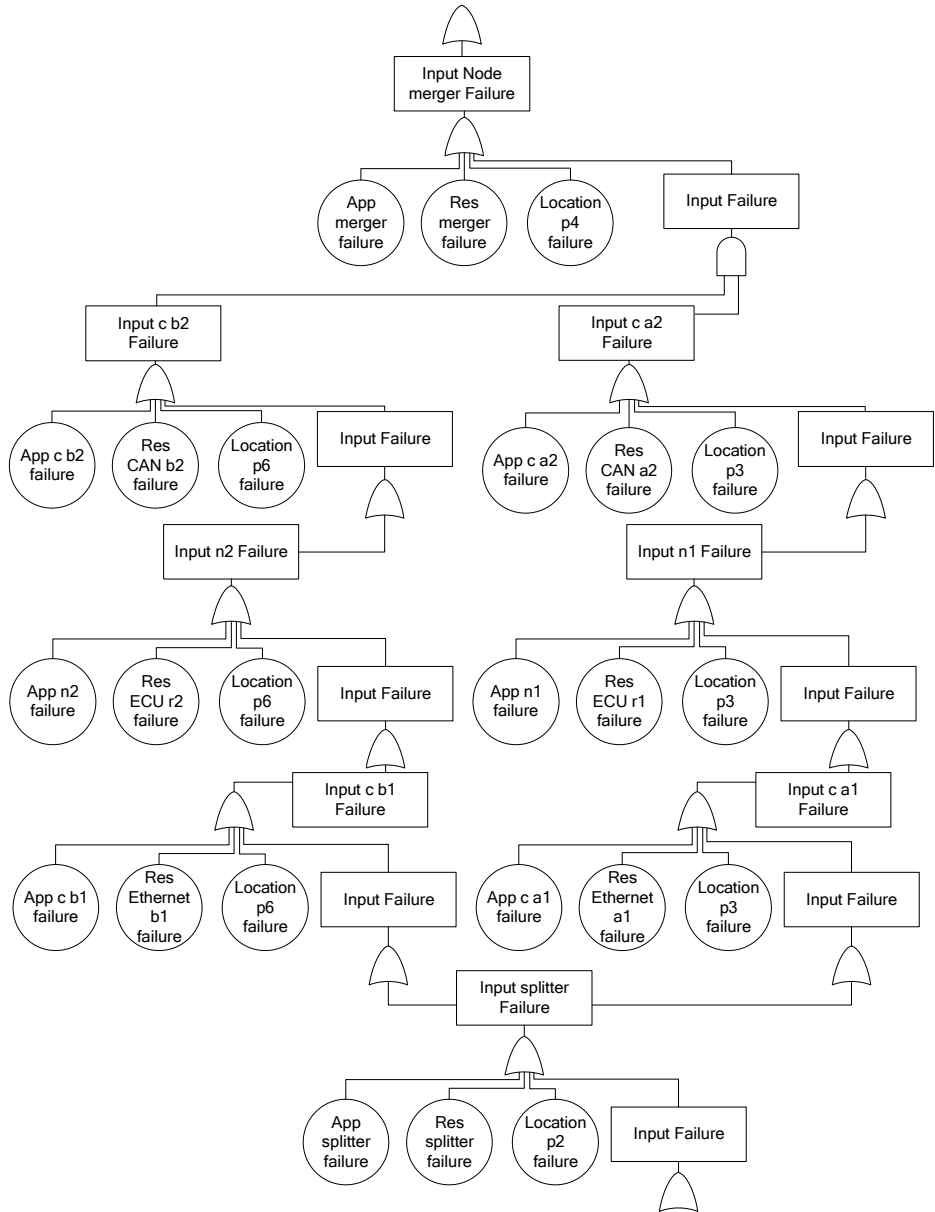 Input Node
merger Failure
App
merger
failure
Res
merger
failure
Location
p4
failure
Input Failure
Input c b2
Failure
Input c a2
Failure
App c b2
failure
Res
CAN b2
failure
Location
p6
failure
Input Failure
App c a2
failure
Res
CAN a2
failure
Location
p3
failure
Input Failure
Input n2 Failure
Input n1 Failure
App n2
failure
Res
ECU r2
failure
Location
p6
failure
Input Failure
App n1
failure
Res
ECU r1
failure
Location
p3
failure
Input Failure
Input c b1
Failure
Input c a1
Failure
App c b1
failure
Res
Ethernet
b1
failure
Location
p6
failure
Input Failure
App c a1
failure
Res
Ethernet
a1
failure
Location
p3
failure
Input Failure
Input splitter
Failure
App
splitter
failure
Res
splitter
failure
Location
p2
failure
Input Failure